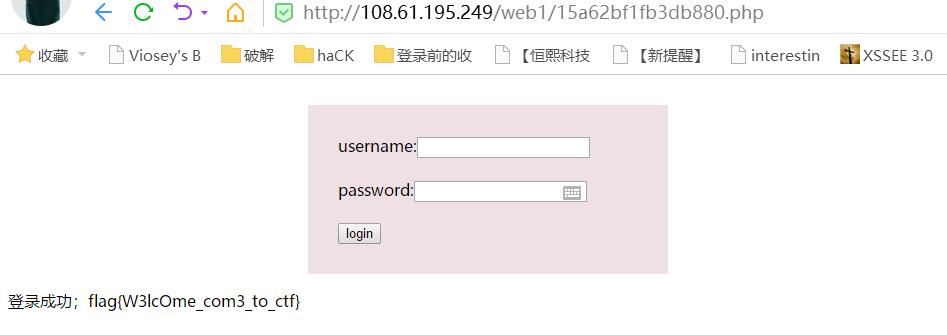 http://108.61.195.249/web1/15a62bf1fb3db880.php
收藏 Viosey's B 破解 haCK 登录前的收 【恒熙科技 【新提醒】 interestin XSSEE 3.0
username:
password:
login
登录成功；flag{W3lcOme_com3_to_ctf}